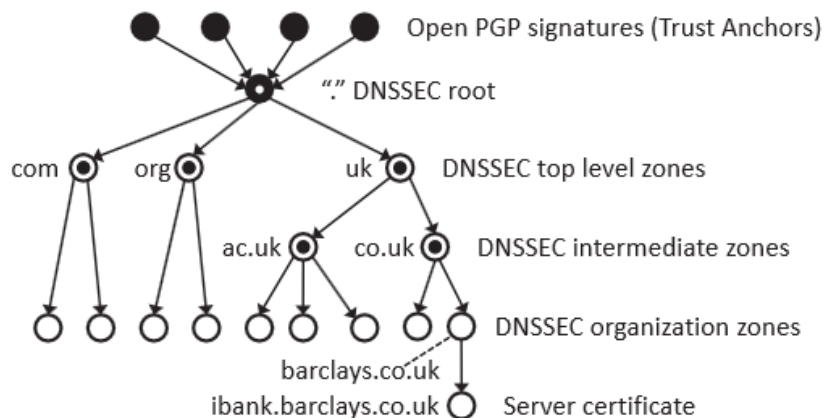 Open PGP signatures (Trust Anchors)
“.” DNSSEC root
com org uk DNSSEC top level zones
ac.uk co.uk DNSSEC intermediate zones
DNSSEC organization zones
barclays.co.uk
ibank.barclays.co.uk Server certificate